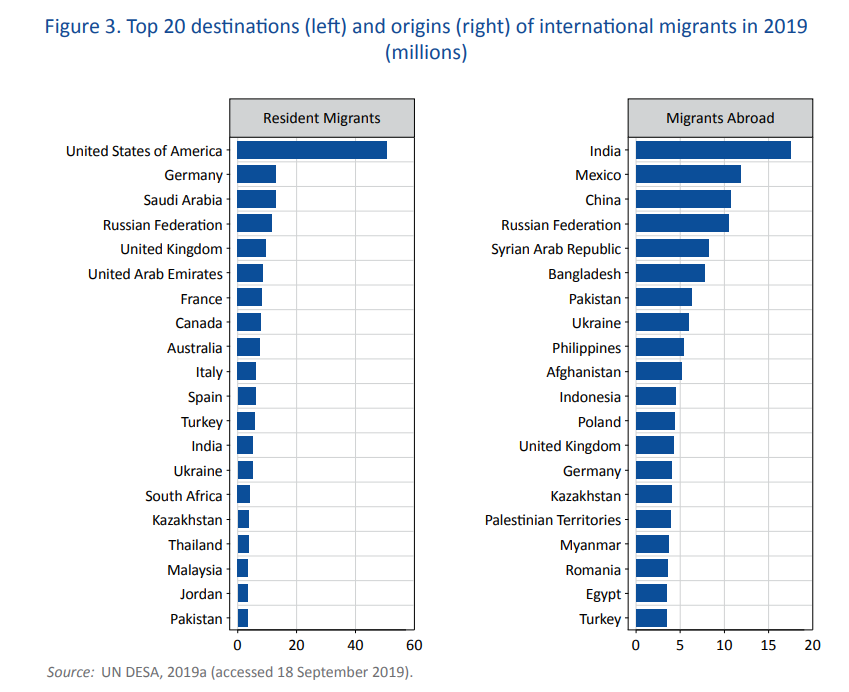 Figure 3. Top 20 destinations (left) and origins (right) of international migrants in 2019
(millions)
Resident Migrants
United States of America
Germany
Saudi Arabia
Russian Federation
United Kingdom
United Arab Emirates
France
Canada
Australia
Italy
Spain
Turkey
India
Ukraine
South Africa
Kazakhstan
Thailand
Malaysia
Jordan
Pakistan
0 20 40 60
Migrants Abroad
India
Mexico
China
Russian Federation
Syrian Arab Republic
Bangladesh
Pakistan
Ukraine
Philippines
Afghanistan
Indonesia
Poland
United Kingdom
Germany
Kazakhstan
Palestinian Territories
Myanmar
Romania
Egypt
Turkey
0 5 10 15 20
Source: UN DESA, 2019a (accessed 18 September 2019).